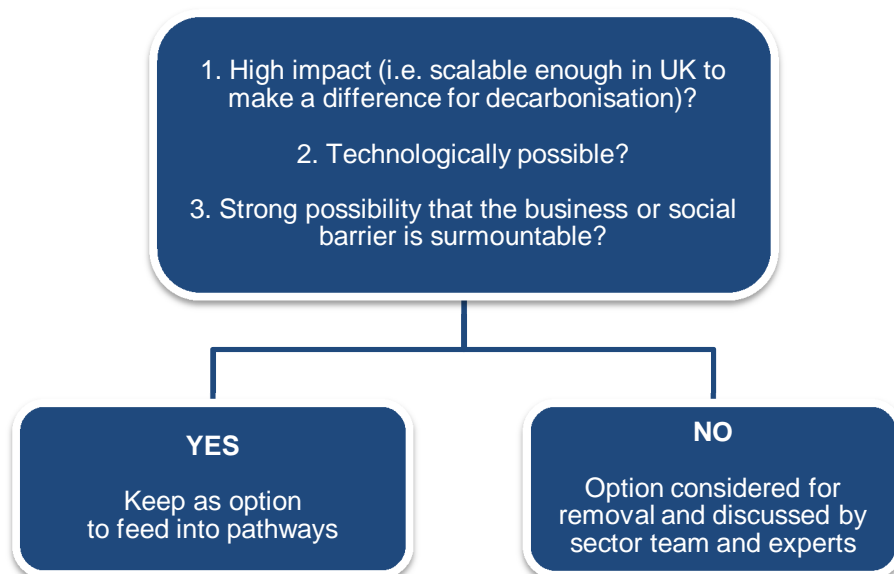 1. High impact (i.e. scalable enough in UK to
make a difference for decarbonisation)?
2. Technologically possible?
3. Strong possibility that the business or social
barrier is surmountable?
YES
Keep as option
to feed into pathways
NO
Option considered for
removal and discussed by
sector team and experts